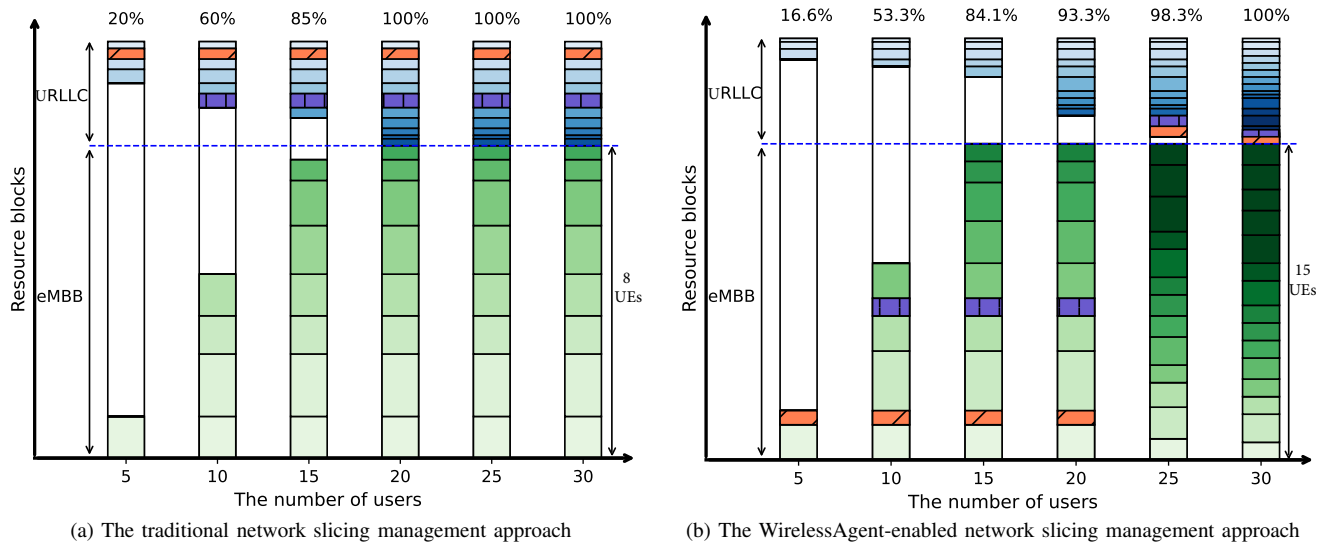 20% 60% 85% 100% 100% 100%
URLLC
eMBB
Resource blocks
8
UEs
5 10 15 20 25 30
The number of users
(a) The traditional network slicing management approach
16.6% 53.3% 84.1% 93.3% 98.3% 100%
URLLC
eMBB
Resource blocks
15
UEs
5 10 15 20 25 30
The number of users
(b) The WirelessAgent-enabled network slicing management approach